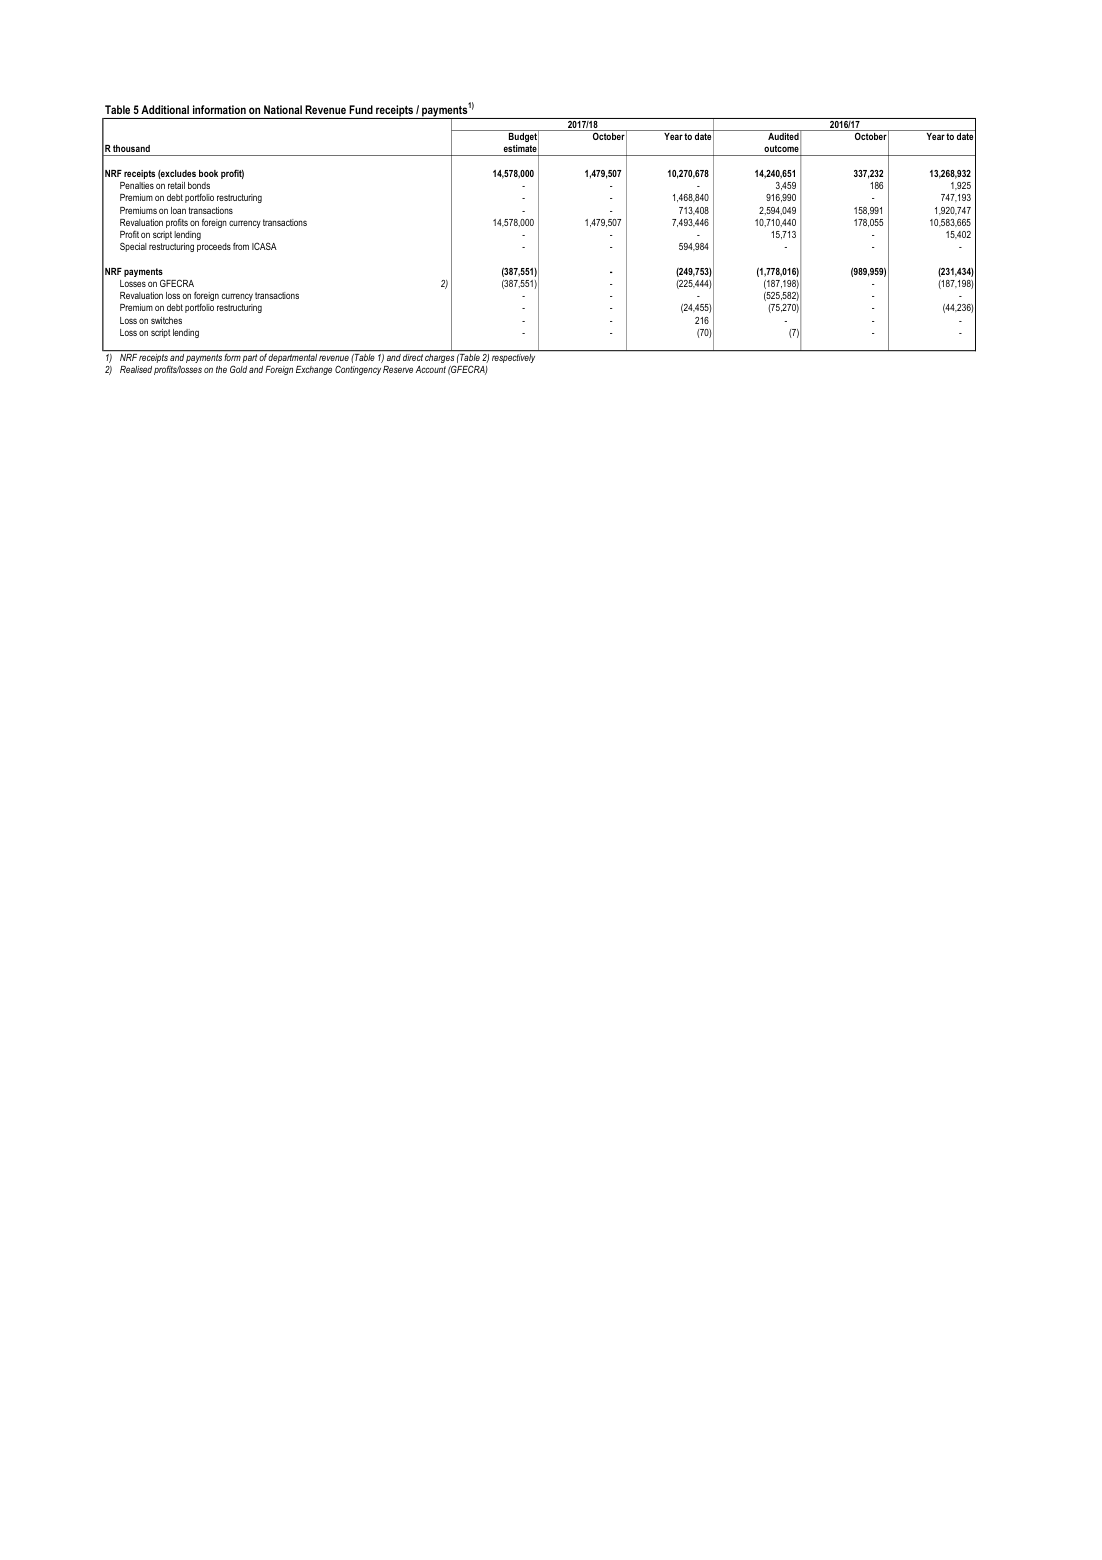 Table 5 Additional information on National Revenue Fund receipts / payments1)
2017/18 2016/17
Budget October Year to date Audited October Year to date
R thousand estimate outcome
NRF receipts (excludes book profit) 14,578,000 1,479,507 10,270,678 14,240,651 337,232 13,268,932
Penalties on retail bonds - - - 3,459 186 1,925
Premium on debt portfolio restructuring - - 1,468,840 916,990 - 747,193
Premiums on loan transactions - - 713,408 2,594,049 158,991 1,920,747
Revaluation profits on foreign currency transactions 14,578,000 1,479,507 7,493,446 10,710,440 178,055 10,583,665
Profit on script lending - - - 15,713 - 15,402
Special restructuring proceeds from ICASA - - 594,984 - - -
NRF payments (387,551) - (249,753) (1,778,016) (989,959) (231,434)
Losses on GFECRA 2) (387,551) - (225,444) (187,198) - (187,198)
Revaluation loss on foreign currency transactions - - - (525,582) - -
Premium on debt portfolio restructuring - - (24,455) (75,270) - (44,236)
Loss on switches - - 216 - - -
Loss on script lending - - (70) (7) - -
1) NRF receipts and payments form part of departmental revenue (Table 1) and direct charges (Table 2) respectively
2) Realised profits/losses on the Gold and Foreign Exchange Contingency Reserve Account (GFECRA)